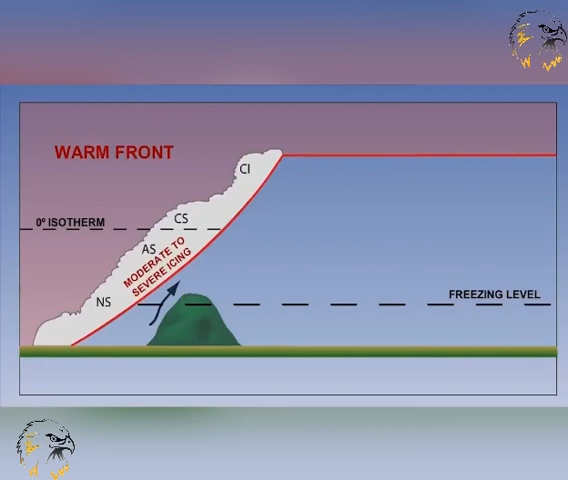 WARM FRONT
CI
0° ISOTHERM
CS
AS
MODERATE TO
SEVERE ICING
NS
FREEZING LEVEL